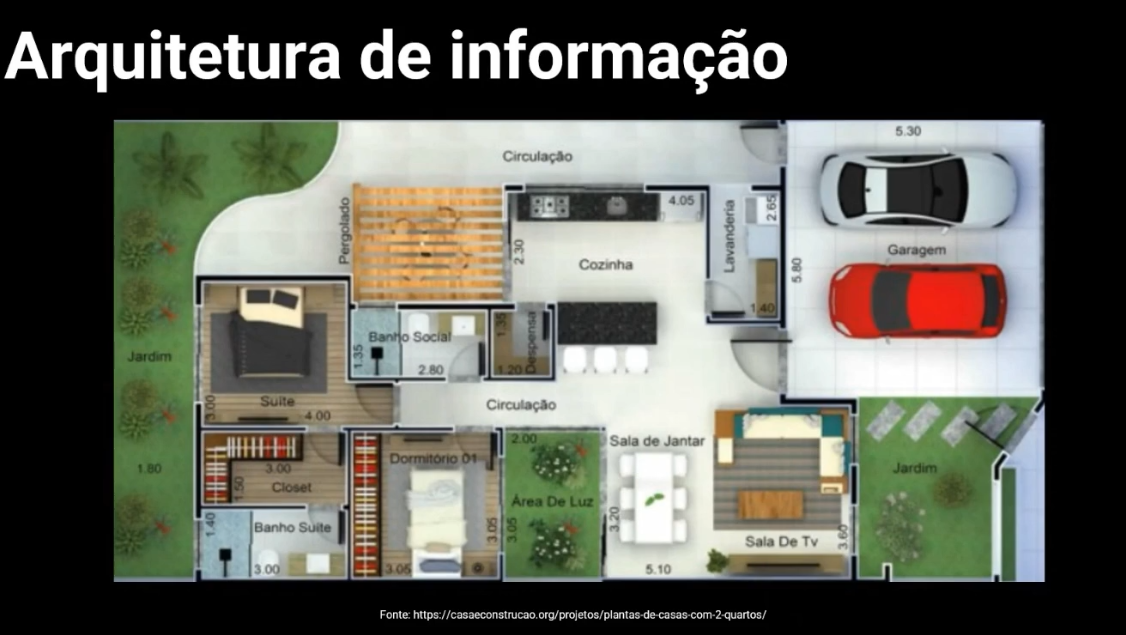 Arquitetura de informação
5.30
Circulação
Pergolado
4.05
Lavanderia
2.65
2.30
Cozinha
Garagem
5.80
1.40
Banho Social
1.35
2.80
1.35
Despensa
1.20
Jardim
Suíte
3.00
4.00
Circulação
2.00
Sala de Jantar
Dormitório 01
3.00
1.50
Closet
1.80
Jardim
Área De Luz
1.40
Banho Suíte
3.00
3.05
3.05
3.05
3.20
Sala De Tv
3.60
5.10
Fonte: https://casaeconstrucao.org/projetos/plantas-de-casas-com-2-quartos/